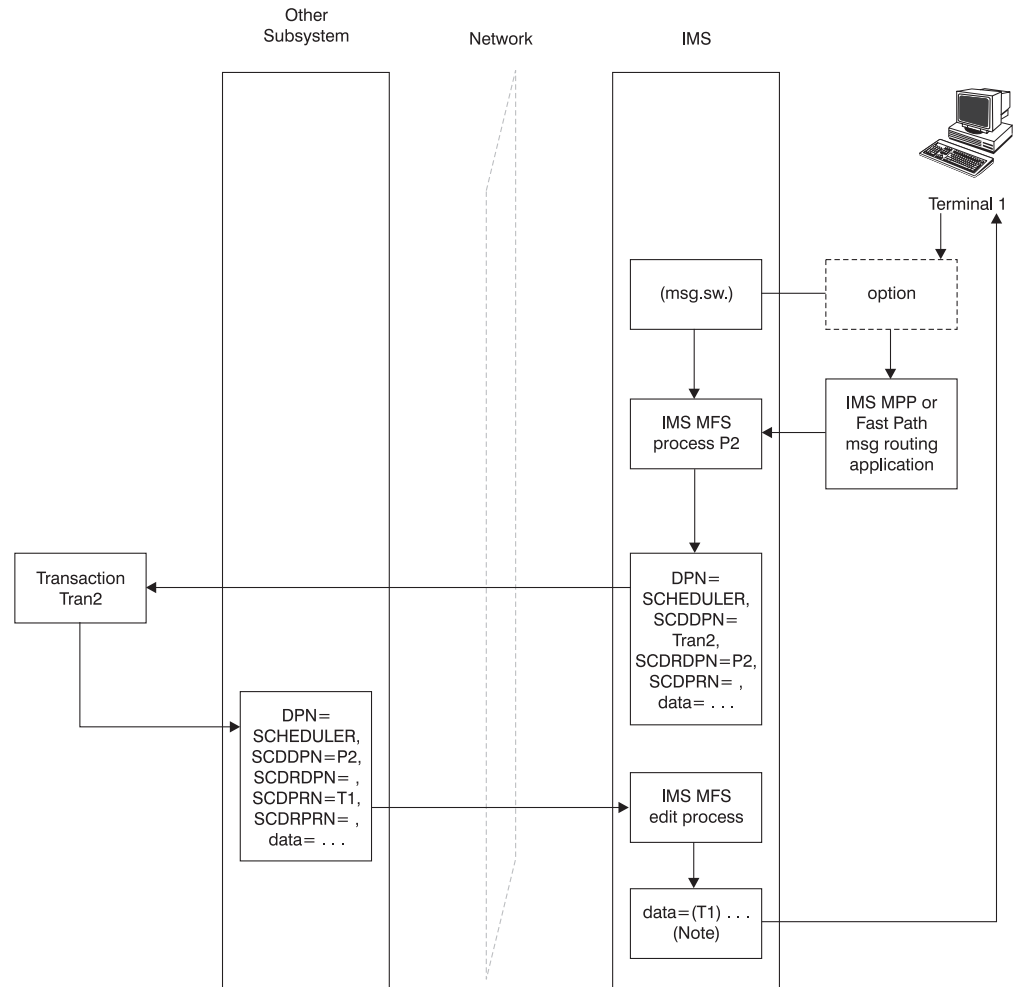 Other
Subsystem
Network
IMS
Terminal 1
(msg.sw.)
option
IMS MFS
process P2
IMS MPP or
Fast Path
msg routing
application
Transaction
Tran2
DPN=
SCHEDULER,
SCDDPN=
Tran2,
SCDRDPN=P2,
SCDPRN= ,
data= . . .
DPN=
SCHEDULER,
SCDDPN=P2,
SCDRDPN= ,
SCDPRN=T1,
SCDRPRN= ,
data= . . .
IMS MFS
edit process
data=(T1) . . .
(Note)